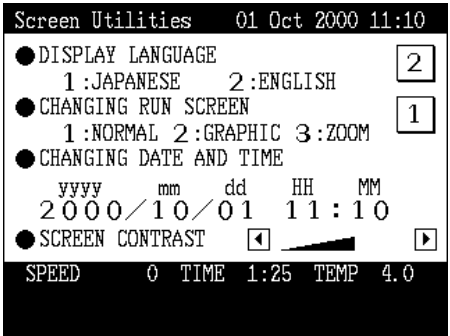 Screen Utilities 01 Oct 2000 11:10
●DISPLAY LANGUAGE 2
1:JAPANESE 2:ENGLISH
●CHANGING RUN SCREEN 1
1:NORMAL 2:GRAPHIC 3:ZOOM
●CHANGING DATE AND TIME
yyyy mm dd HH MM
2000/10/01 11:10
●SCREEN CONTRAST
SPEED 0 TIME 1:25 TEMP 4.0